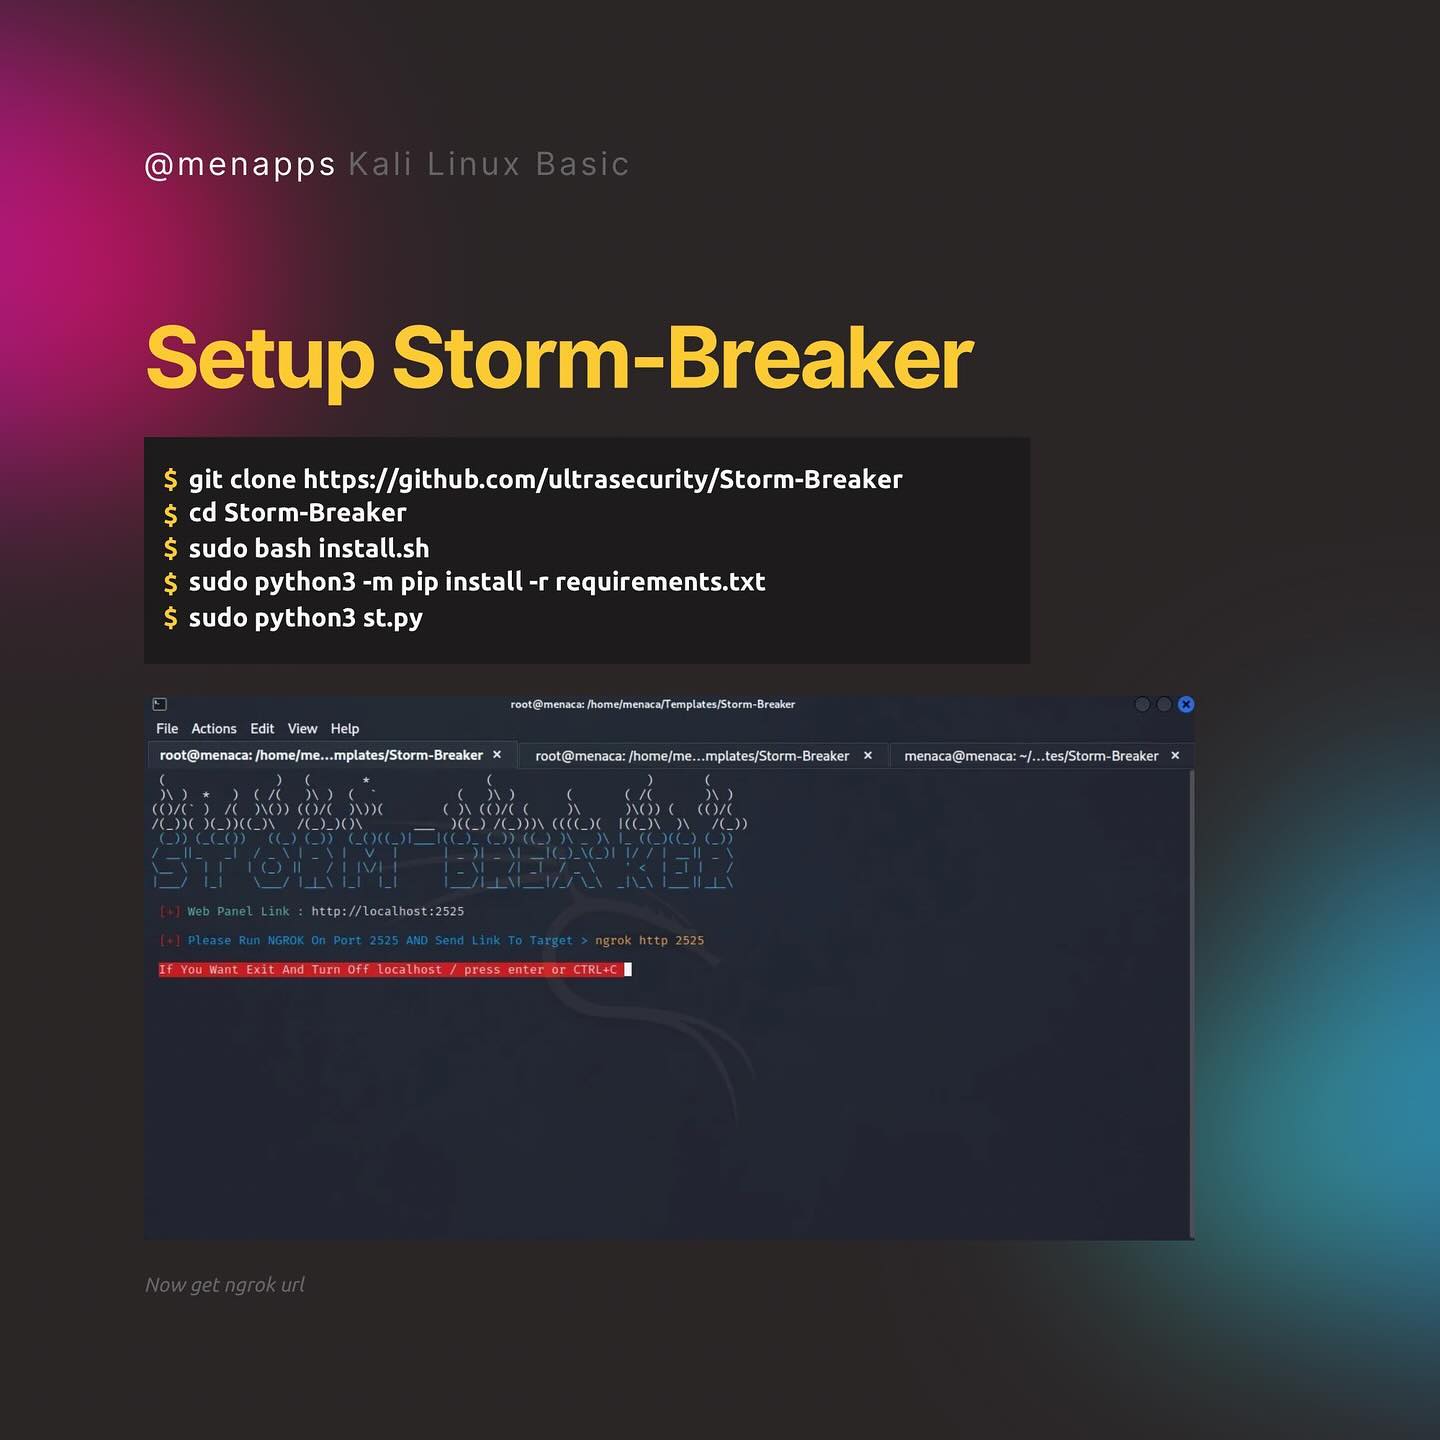 @menapps Kali Linux Basic
Setup Storm-Breaker
$ git clone https://github.com/ultrasecurity/Storm-Breaker
$ cd Storm-Breaker
$ sudo bash install.sh
$ sudo python3 -m pip install -r requirements.txt
$ sudo python3 st.py
root@menaca: /home/menaca/Templates/Storm-Breaker
File Actions Edit View Help
root@menaca: /home/me...mplates/Storm-Breaker × root@menaca: /home/me...mplates/Storm-Breaker × menaca@menaca: ~/...tes/Storm-Breaker ×
STORM-BREAKER
[+] Web Panel Link : http://localhost:2525
[+] Please Run NGROK On Port 2525 AND Send Link To Target > ngrok http 2525
If You Want Exit And Turn Off localhost / press enter or CTRL+C
Now get ngrok url